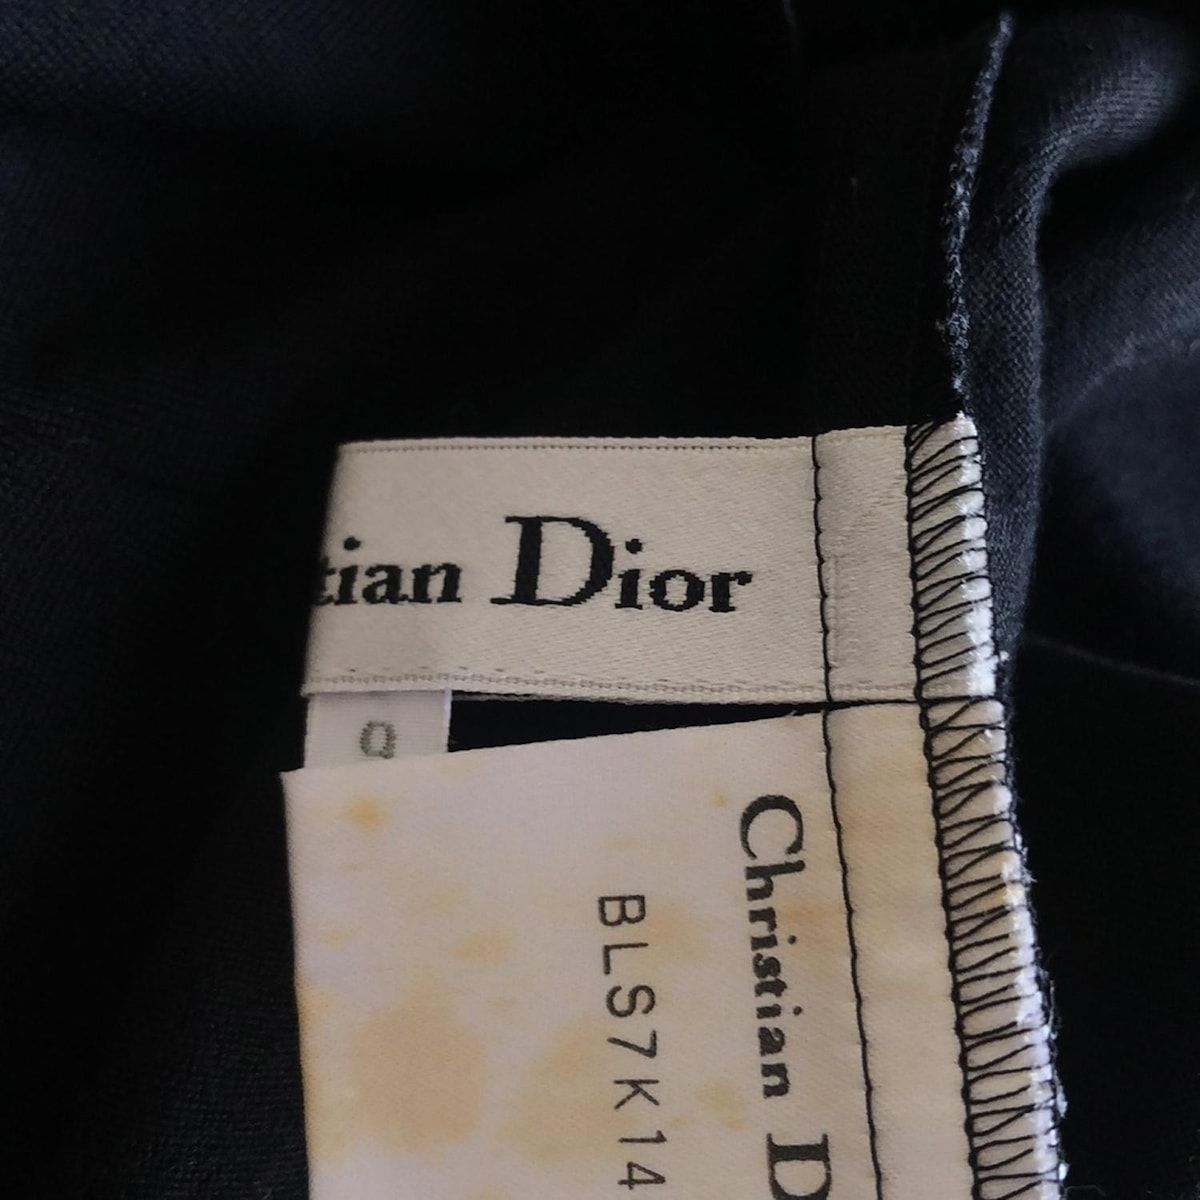 tian Dior
Q
Christian D
BLS7K14